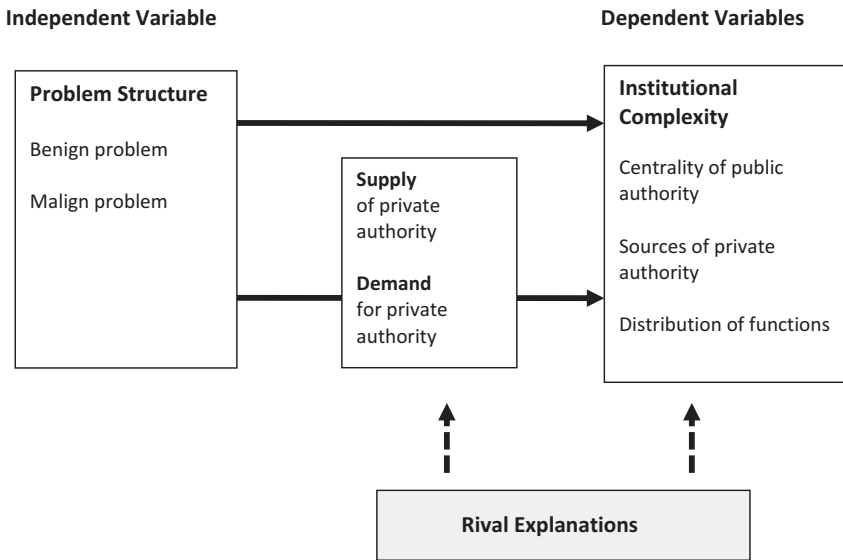 Independent Variable
Dependent Variables
Problem Structure
Benign problem
Malign problem
Supply
of private
authority
Demand
for private
authority
Institutional
Complexity
Centrality of public
authority
Sources of private
authority
Distribution of functions
Rival Explanations